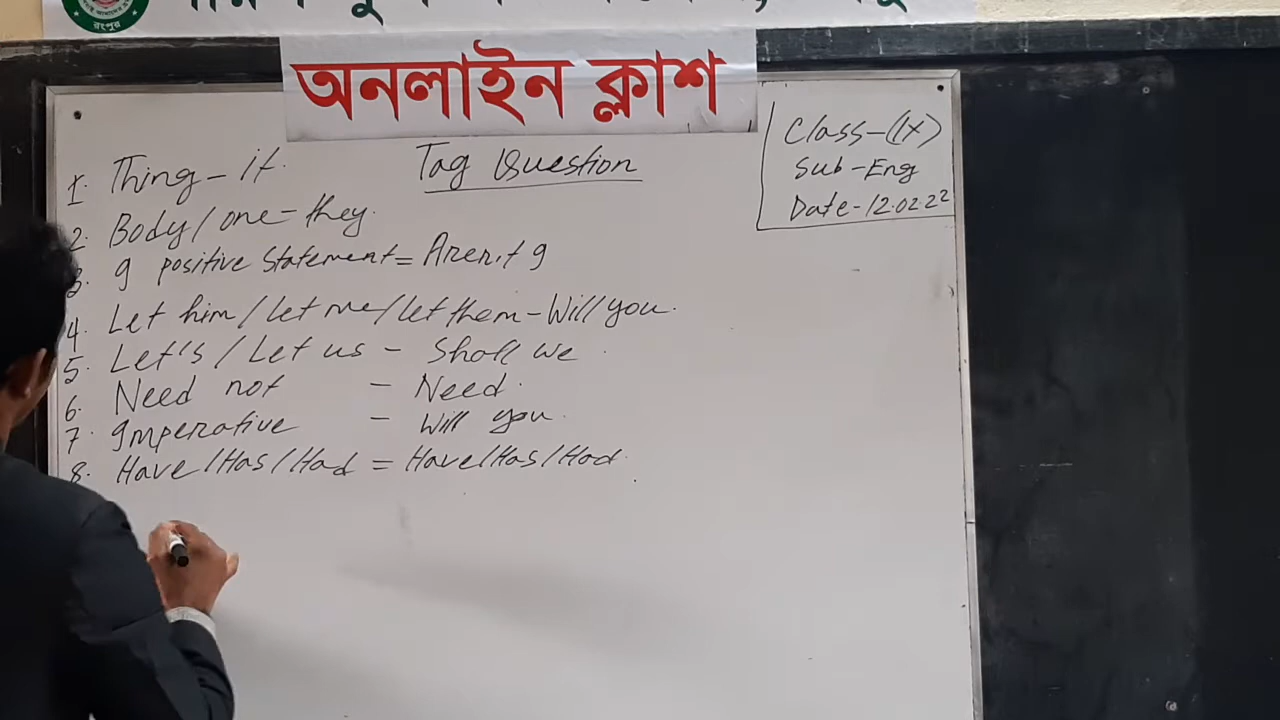 রংপুর
অনলাইন ক্লাশ
Class-(IX)
Sub-Eng
Date-12.02.22
Tag Question
1. Thing - it.
2. Body/one - they.
3. I positive Statement = Aren't I
4. Let him/let me/let them - Will you.
5. Let's / Let us - Shall we.
6. Need not - Need.
7. Imperative - Will you.
8. Have/Has/Had = Have/Has/Had.